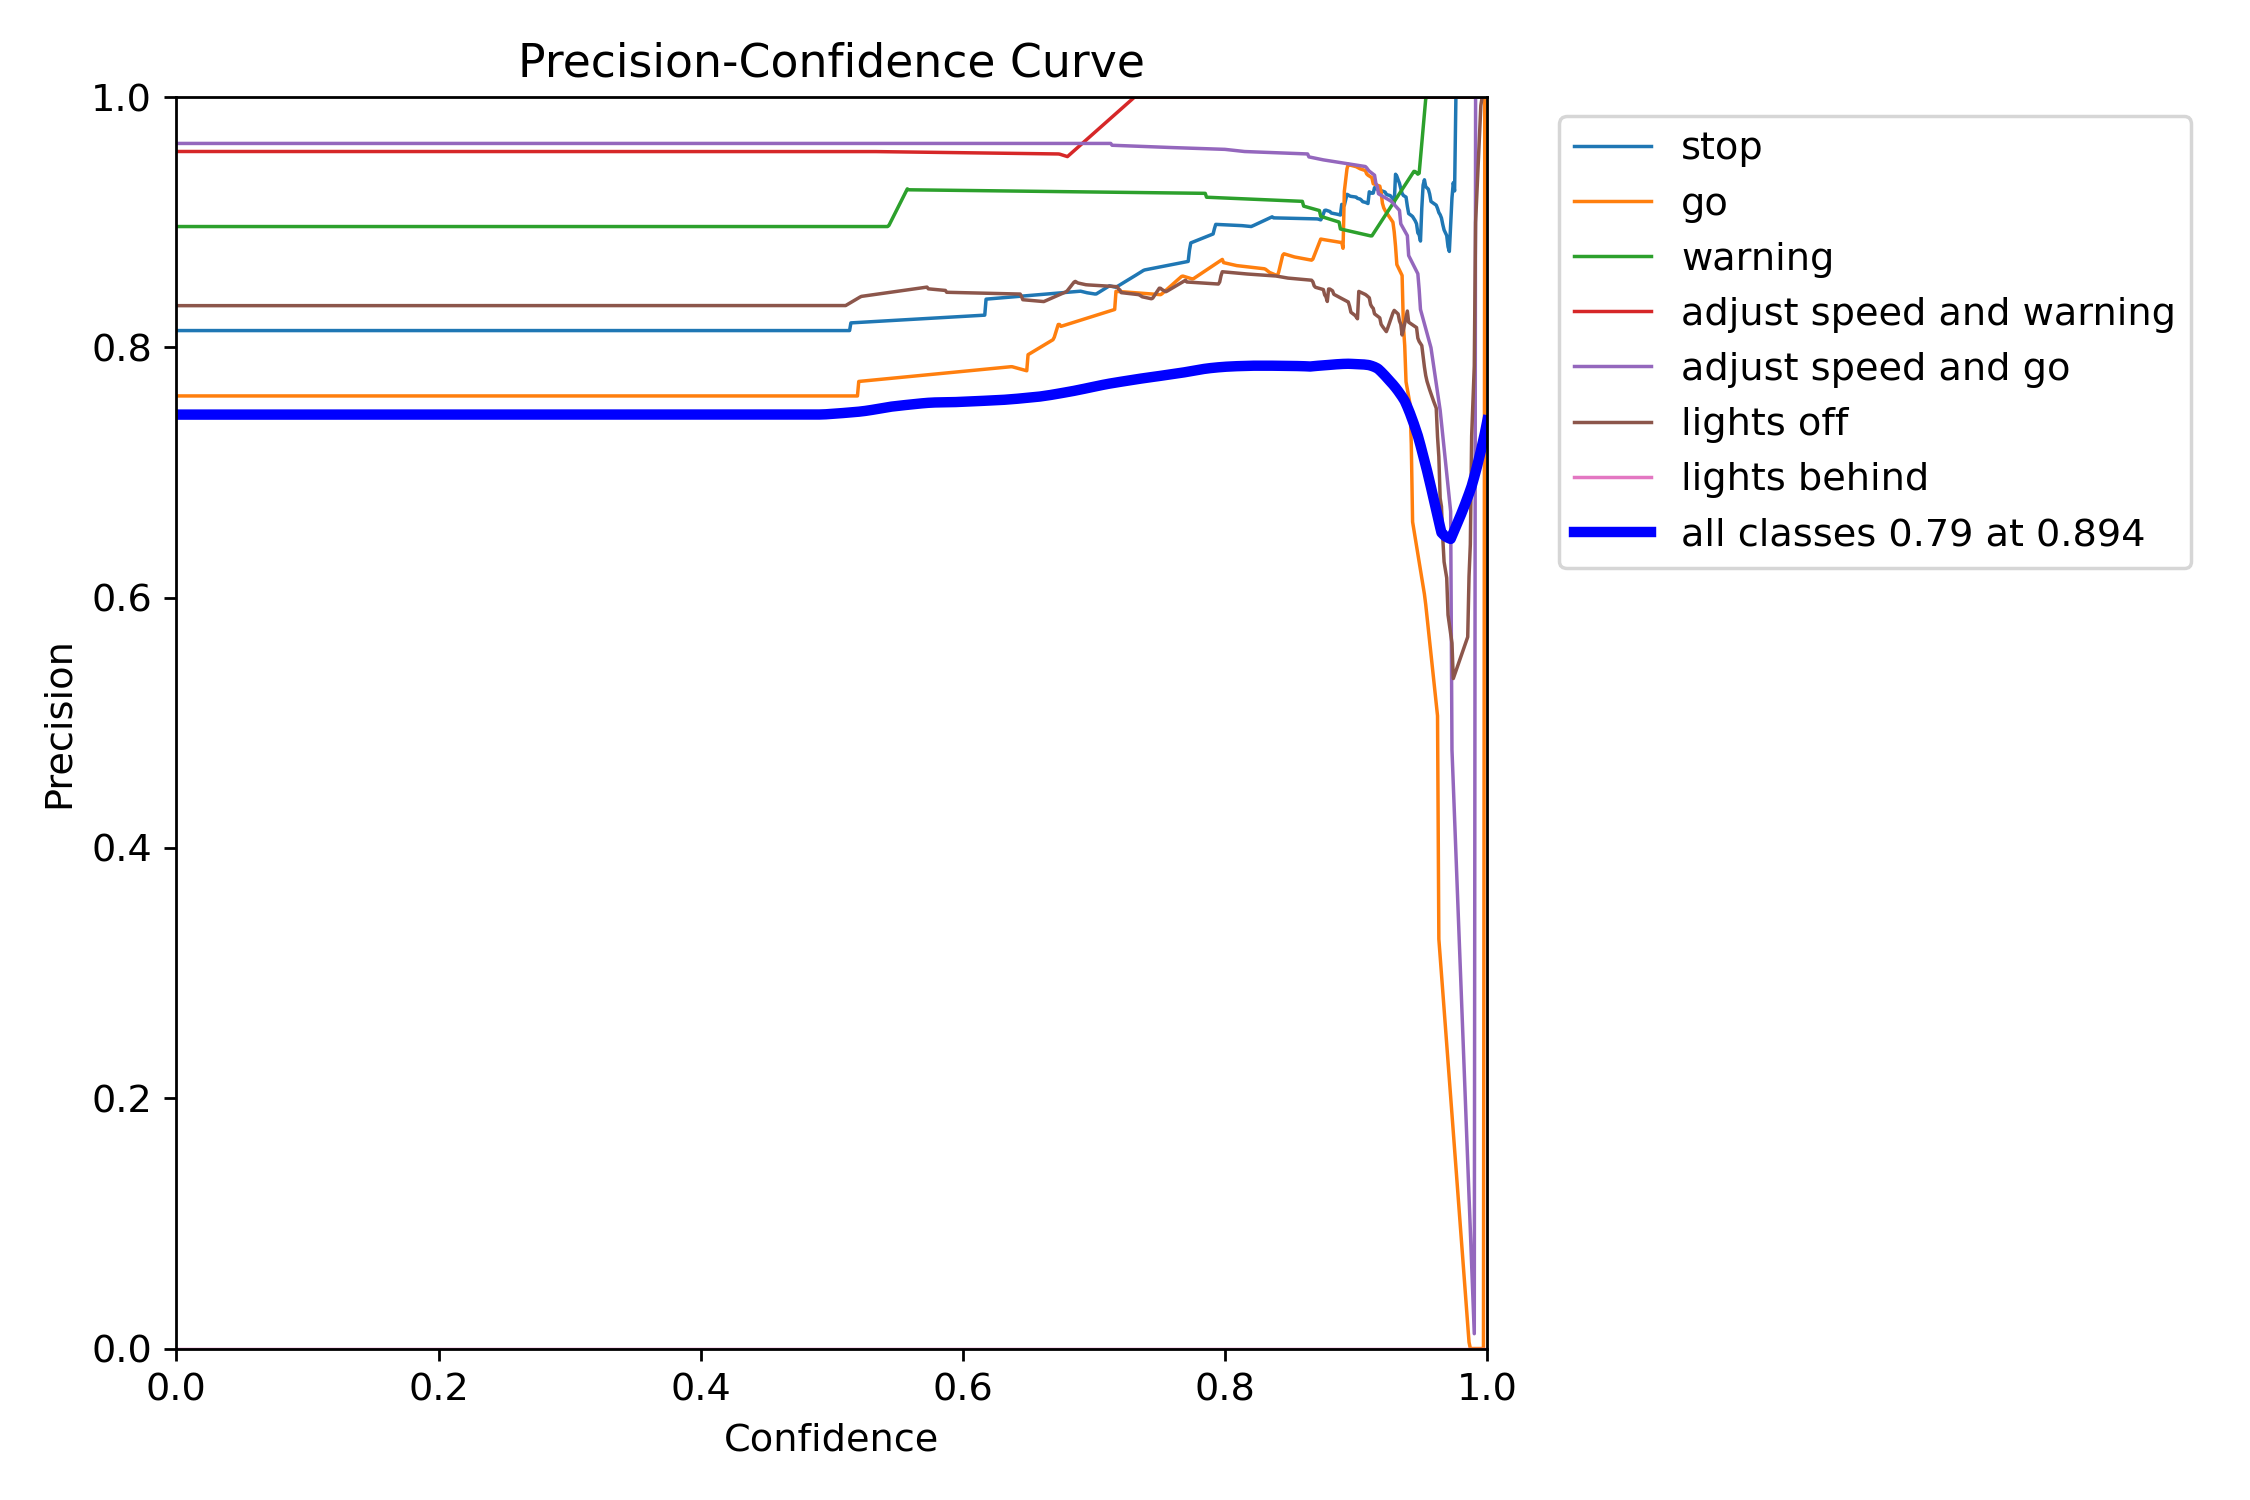 Precision-Confidence Curve
1.0
0.8
0.6
0.4
0.2
0.0
Precision
0.0 0.2 0.4 0.6 0.8 1.0
Confidence
stop
go
warning
adjust speed and warning
adjust speed and go
lights off
lights behind
all classes 0.79 at 0.894